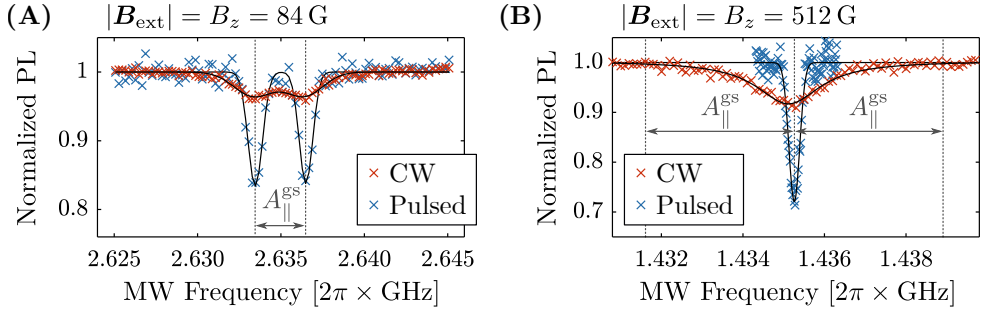 (A) |B_ext| = B_z = 84 G
Normalized PL
1
0.9
0.8
A_∥^gs
CW
Pulsed
2.625 2.630 2.635 2.640 2.645
MW Frequency [2π × GHz]
(B) |B_ext| = B_z = 512 G
Normalized PL
1.0
0.9
0.8
0.7
A_∥^gs A_∥^gs
CW
Pulsed
1.432 1.434 1.436 1.438
MW Frequency [2π × GHz]